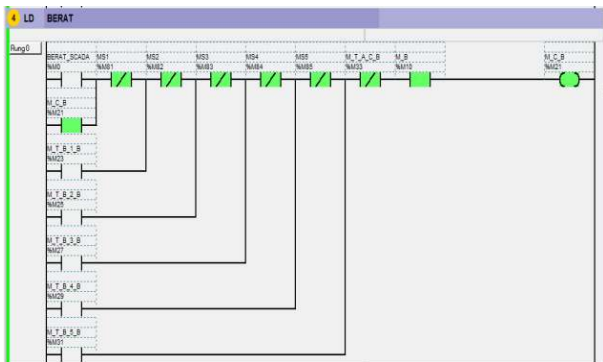 4 LD BERAT
Rung0
BERAT_SCADA MS1 MS2 MS3 MS4 MS5 M_T_A_C_B M_B M_C_B
%M0 %M81 %M82 %M83 %M84 %M85 %M33 %M10 %M21
M_C_B
%M21
M_T_B_1_B
%M23
M_T_B_2_B
%M25
M_T_B_3_B
%M27
M_T_B_4_B
%M29
M_T_B_5_B
%M31